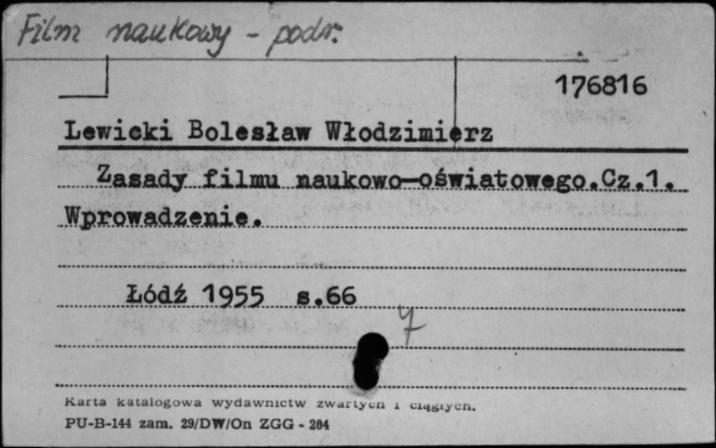 Film naukowy - podr.
176816
Lewicki Bolesław Włodzimierz
Zasady filmu naukowo-oświatowego.Cz.1.
Wprowadzenie.
Łódź 1955 s.66
7
Karta katalogowa wydawnictw zwartych i ciągłych.
PU-B-144 zam. 29/DW/On ZGG - 204